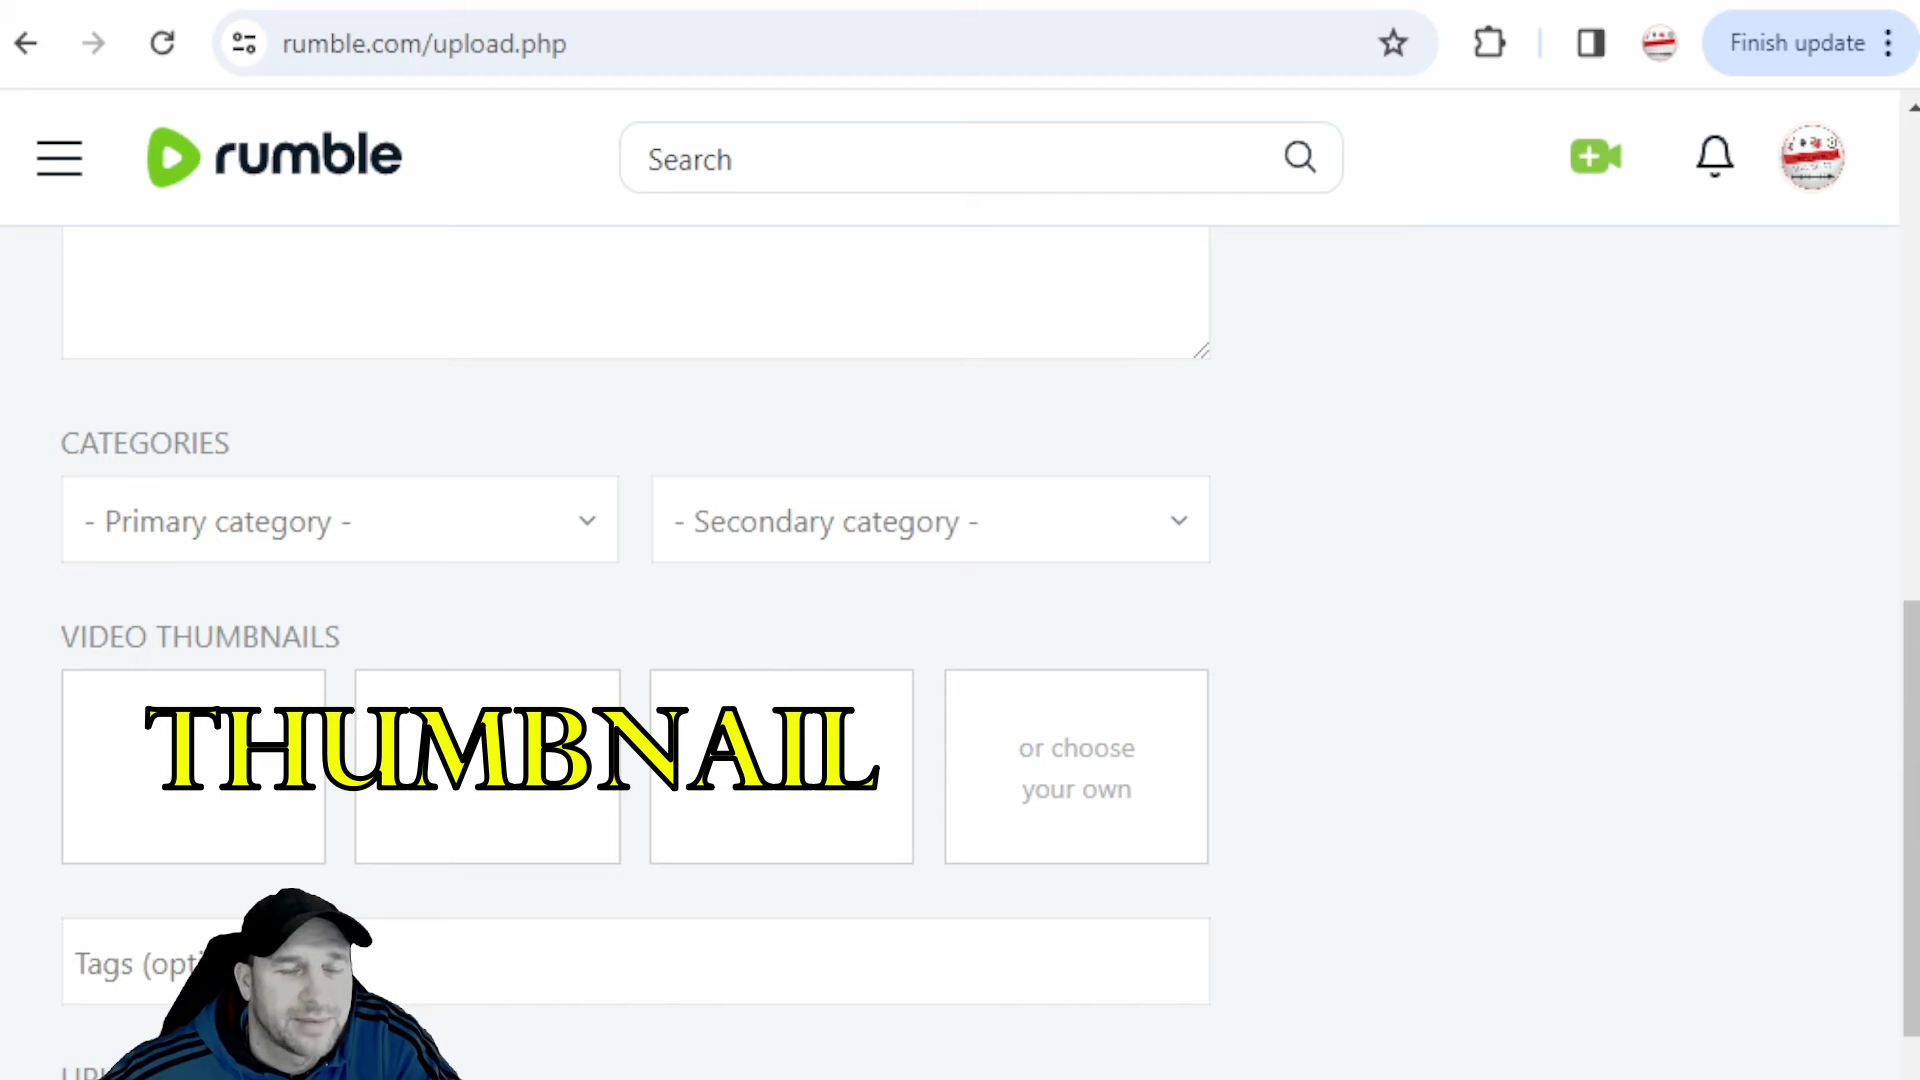 rumble.com/upload.php
Finish update
rumble
Search
CATEGORIES
- Primary category -
- Secondary category -
VIDEO THUMBNAILS
THUMBNAIL
or choose
your own
Tags (opti